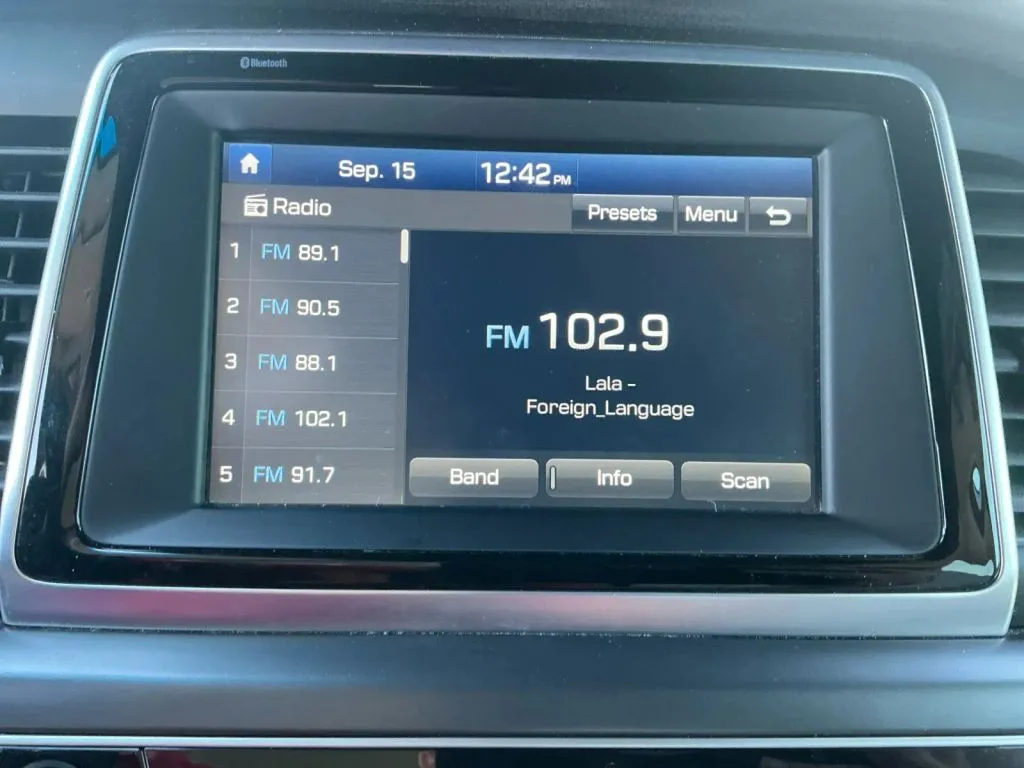 Bluetooth
Sep. 15 12:42 PM
Radio Presets Menu
1 FM 89.1
2 FM 90.5
3 FM 88.1
4 FM 102.1
5 FM 91.7
FM 102.9
Lala -
Foreign_Language
Band Info Scan